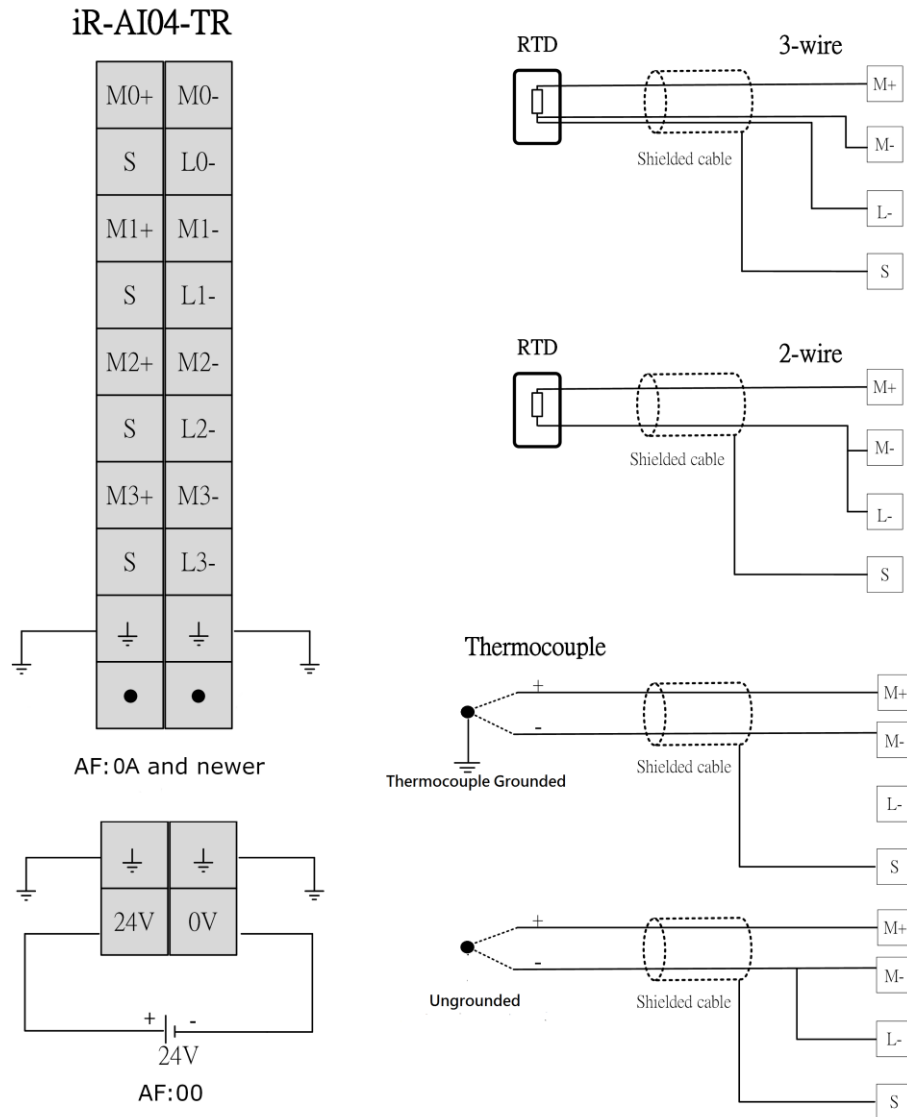 iR-AI04-TR
M0+ M0-
S L0-
M1+ M1-
S L1-
M2+ M2-
S L2-
M3+ M3-
S L3-
AF:0A and newer
24V 0V
+ -
24V
AF:00
RTD 3-wire
M+
M-
Shielded cable
L-
S
RTD 2-wire
M+
M-
Shielded cable
L-
S
Thermocouple
+ M+
- M-
Shielded cable
Thermocouple Grounded
L-
S
+ M+
- M-
Ungrounded
Shielded cable
L-
S